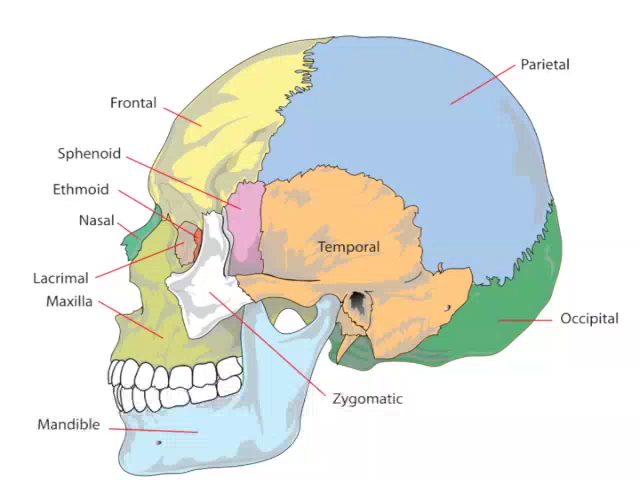 Parietal
Frontal
Sphenoid
Ethmoid
Nasal
Temporal
Lacrimal
Maxilla
Occipital
Zygomatic
Mandible